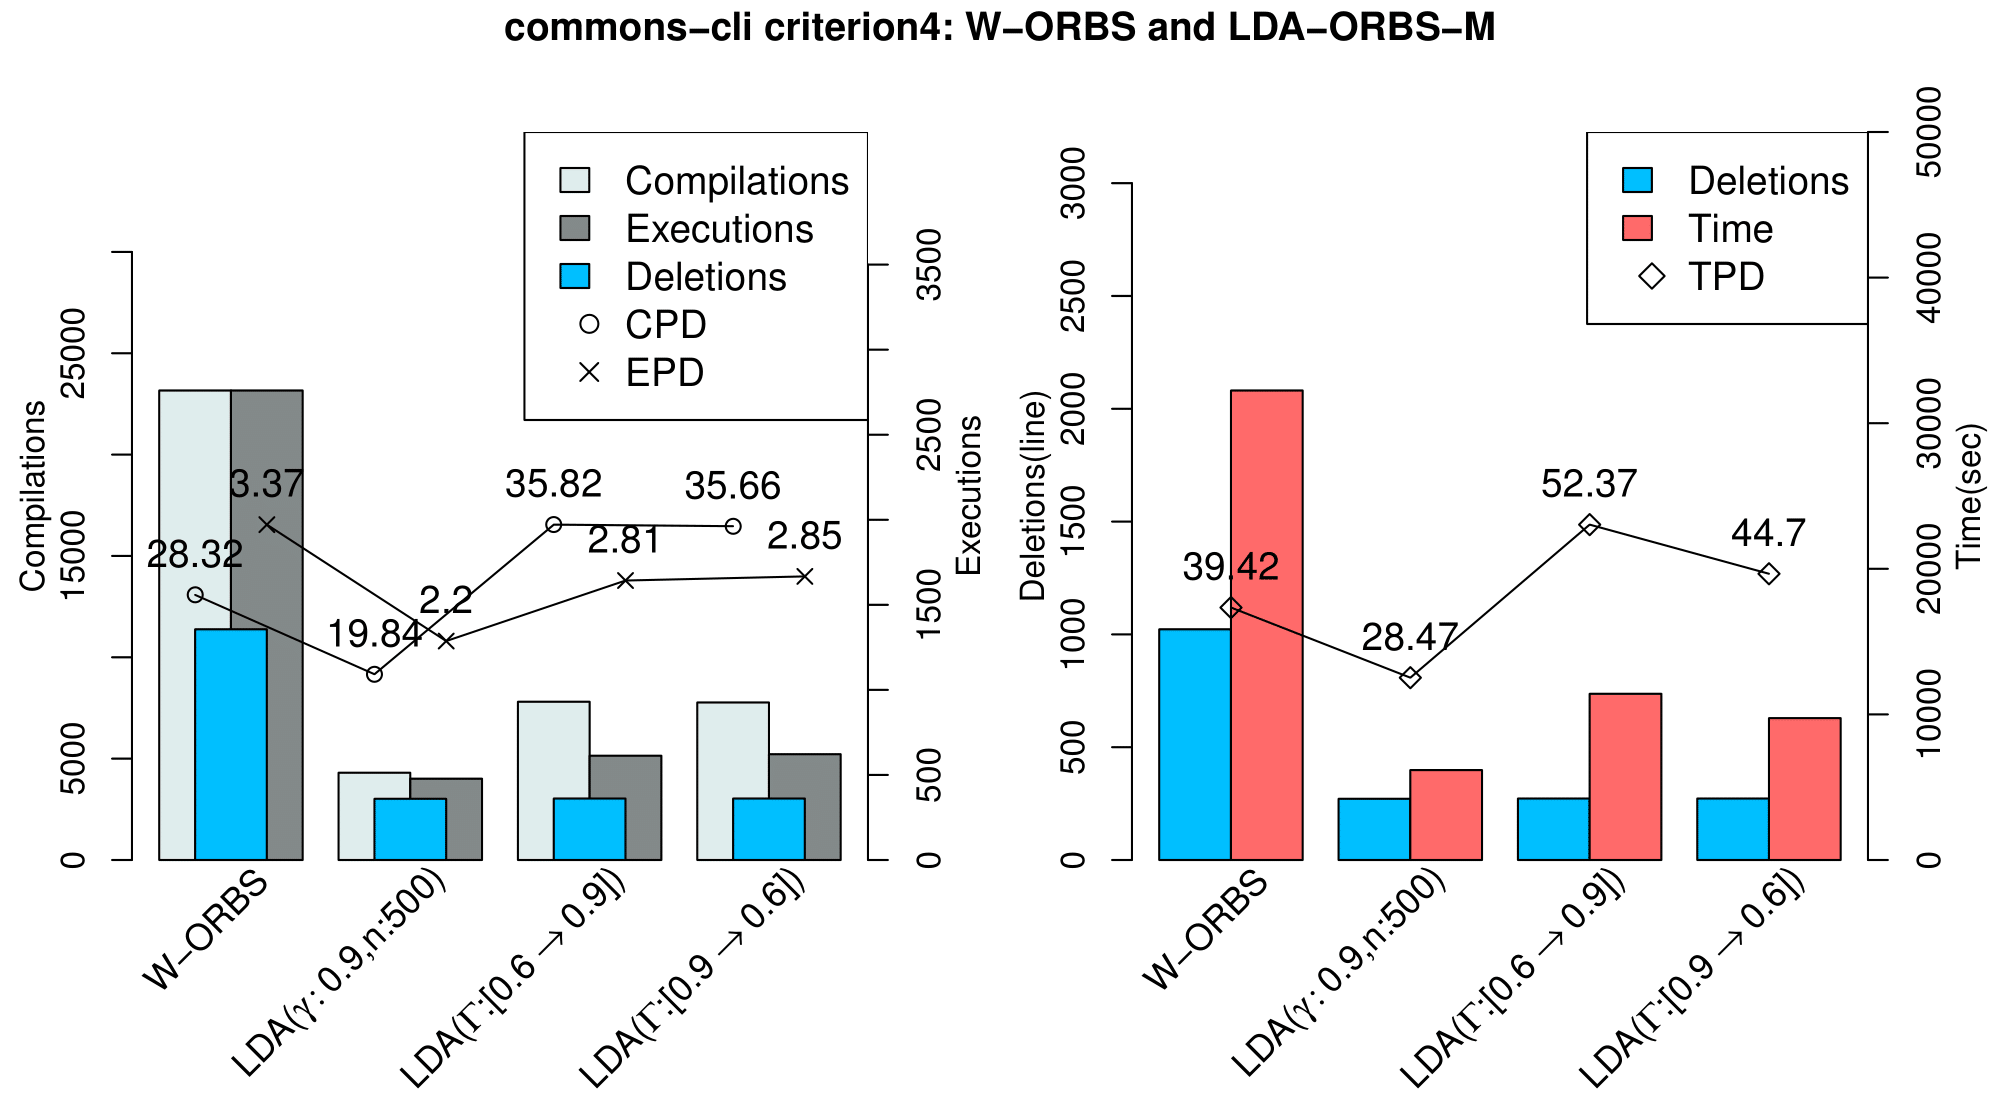 commons−cli criterion4: W−ORBS and LDA−ORBS−M
Compilations
0
5000
15000
25000
Compilations
Executions
Deletions
CPD
EPD
28.32
19.84
35.82
35.66
3.37
2.2
2.81
2.85
0
500
1500
2500
3500
Executions
W−ORBS
LDA(γ: 0.9,n:500)
LDA(Γ:[0.6 → 0.9])
LDA(Γ:[0.9 → 0.6])
Deletions(line)
0
500
1000
1500
2000
2500
3000
Deletions
Time
TPD
39.42
28.47
52.37
44.7
0
10000
20000
30000
40000
50000
Time(sec)
W−ORBS
LDA(γ: 0.9,n:500)
LDA(Γ:[0.6 → 0.9])
LDA(Γ:[0.9 → 0.6])